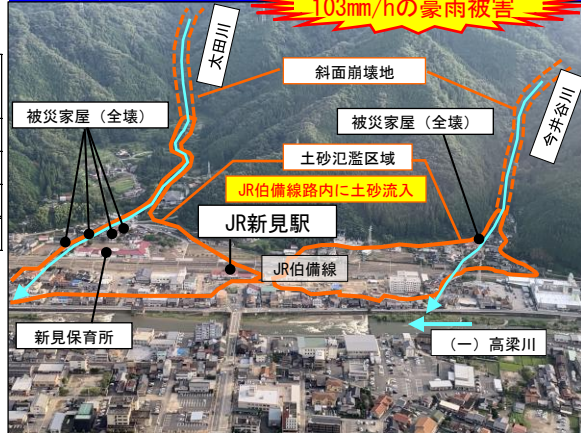 103mm/hの豪雨被害
太田川
斜面崩壊地
今井谷川
被災家屋（全壊）
被災家屋（全壊）
土砂氾濫区域
JR伯備線路内に土砂流入
JR新見駅
JR伯備線
新見保育所
（一）高梁川